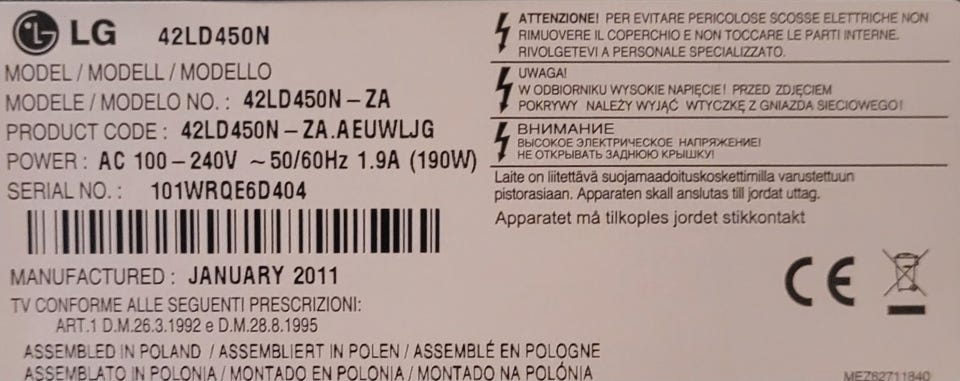 LG 42LD450N
MODEL / MODELL / MODELLO
MODELE / MODELO NO. : 42LD450N – ZA
PRODUCT CODE : 42LD450N – ZA.AEUWLJG
POWER : AC 100 – 240V ~ 50/60Hz 1.9A (190W)
SERIAL NO. : 101WRQE6D404
MANUFACTURED : JANUARY 2011
TV CONFORME ALLE SEGUENTI PRESCRIZIONI:
ART.1 D.M.26.3.1992 e D.M.28.8.1995
ASSEMBLED IN POLAND / ASSEMBLIERT IN POLEN / ASSEMBLÉ EN POLOGNE
ASSEMBLATO IN POLONIA / MONTADO EN POLONIA / MONTADO NA POLÓNIA
ATTENZIONE! PER EVITARE PERICOLOSE SCOSSE ELETTRICHE NON
RIMUOVERE IL COPERCHIO E NON TOCCARE LE PARTI INTERNE.
RIVOLGETEVI A PERSONALE SPECIALIZZATO.
UWAGA!
W ODBIORNIKU WYSOKIE NAPIĘCIE! PRZED ZDJĘCIEM
POKRYWY NALEŻY WYJĄĆ WTYCZKĘ Z GNIAZDA SIECIOWEGO!
ВНИМАНИЕ
ВЫСОКОЕ ЭЛЕКТРИЧЕСКОЕ НАПРЯЖЕНИЕ!
НЕ ОТКРЫВАТЬ ЗАДНЮЮ КРЫШКУ!
Laite on liitettävä suojamaadoituskoskettimilla varustettuun
pistorasiaan. Apparaten skall anslutas till jordat uttag.
Apparatet må tilkoples jordet stikkontakt
CE
MEZ62711840